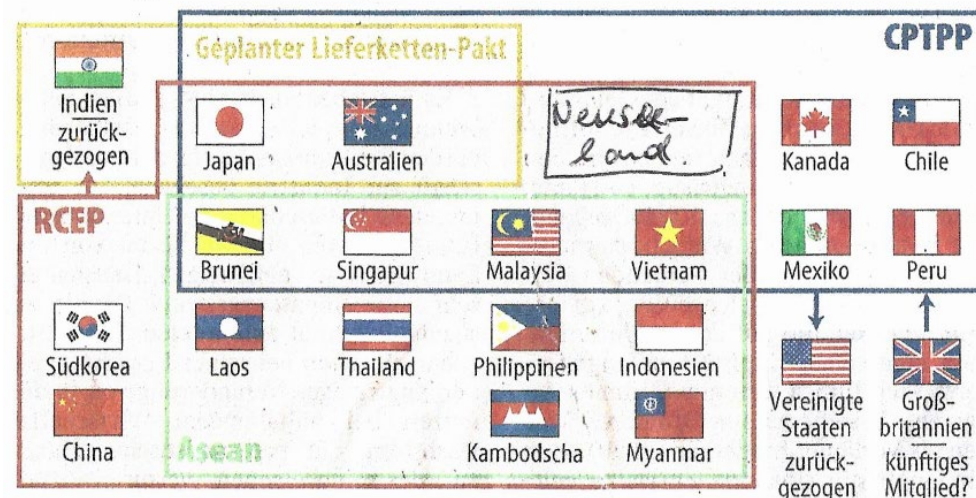 CPTPP
Geplanter Lieferketten-Pakt
Indien
zurück-
gezogen
Japan
Australien
Neusee-
land
Kanada
Chile
RCEP
Brunei
Singapur
Malaysia
Vietnam
Mexiko
Peru
Südkorea
Laos
Thailand
Philippinen
Indonesien
Vereinigte
Staaten
zurück-
gezogen
Groß-
britannien
künftiges
Mitglied?
China
Asean
Kambodscha
Myanmar